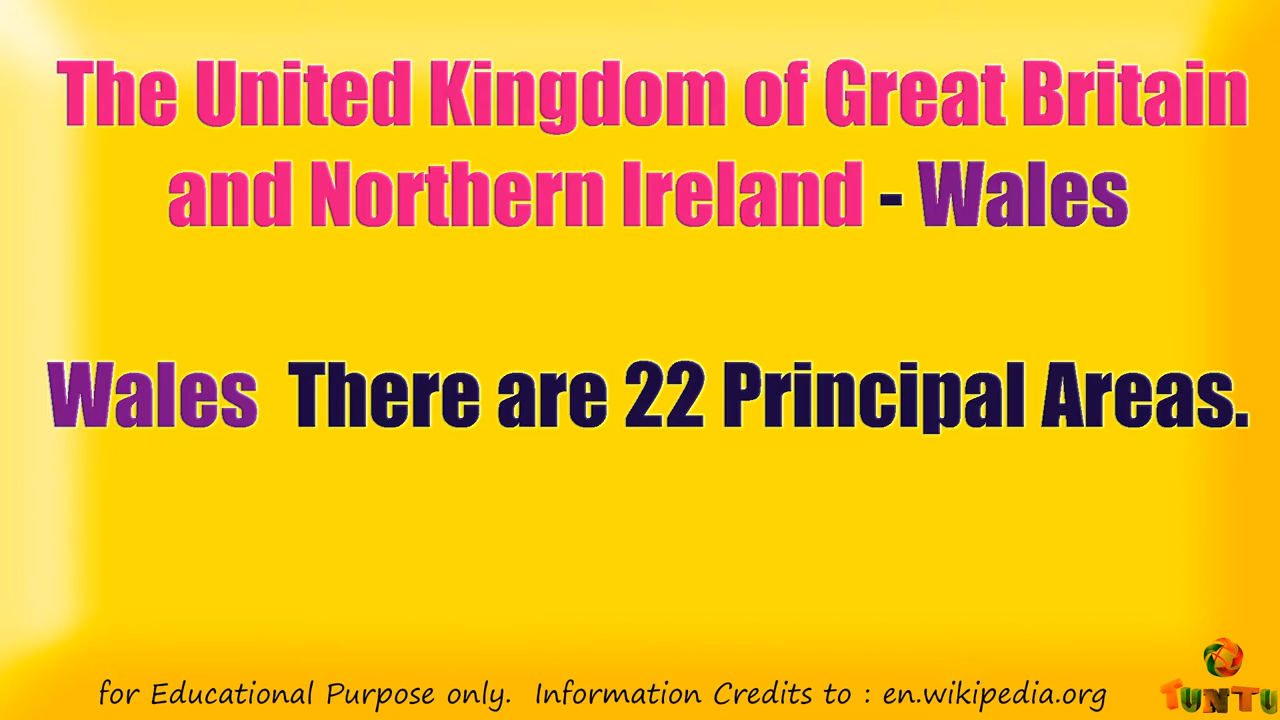 The United Kingdom of Great Britain
and Northern Ireland - Wales
Wales There are 22 Principal Areas.
for Educational Purpose only. Information Credits to : en.wikipedia.org
TUNTU